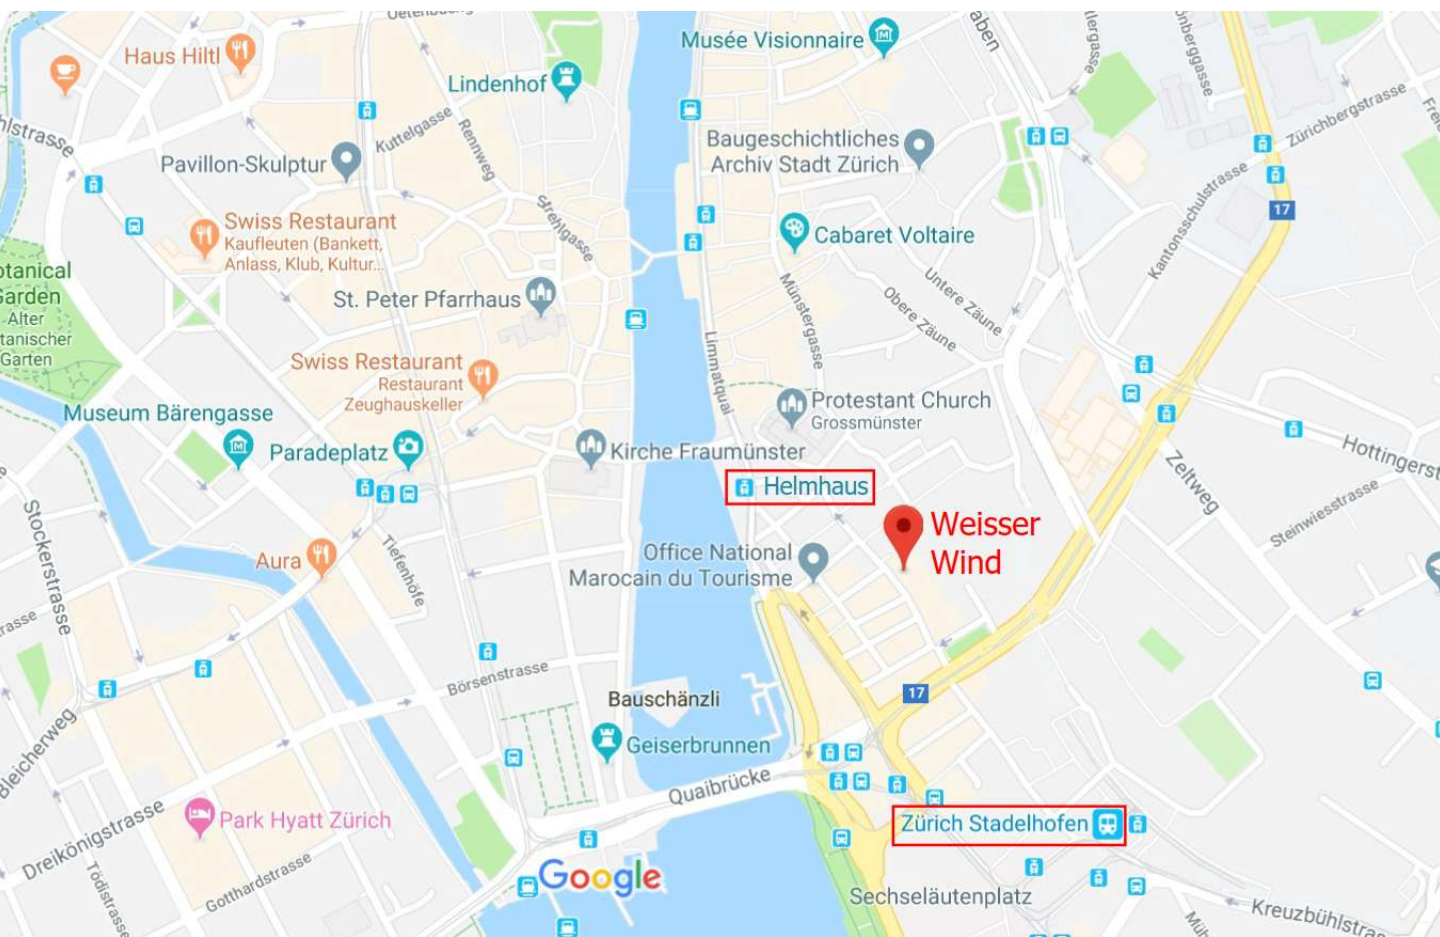 Haus Hiltl
Musée Visionnaire
Lindenhof
Kuttelgasse
Rennweg
Baugeschichtliches
Archiv Stadt Zürich
Zürichbergstrasse
Pavillon-Skulptur
Kantonsschulstrasse
17
Strehlgasse
Swiss Restaurant
Kaufleuten (Bankett,
Anlass, Klub, Kultur...
Cabaret Voltaire
otanical
Garden
Alter
tanischer
Garten
St. Peter Pfarrhaus
Münstergasse
Untere Zäune
Obere Zäune
Limmatquai
Swiss Restaurant
Restaurant
Zeughauskeller
Museum Bärengasse
Protestant Church
Grossmünster
Paradeplatz
Kirche Fraumünster
Hottingerst
Zeltweg
Helmhaus
Steinwiesstrasse
Stockerstrasse
Weisser
Wind
Aura
Tiefenhöfe
Office National
Marocain du Tourisme
rasse
Börsenstrasse
Bauschänzli
17
Bleicherweg
Geiserbrunnen
Quaibrücke
Park Hyatt Zürich
Zürich Stadelhofen
Dreikönigstrasse
Gotthardstrasse
Tödistrasse
Google
Sechseläutenplatz
Kreuzbühlstras
Müh